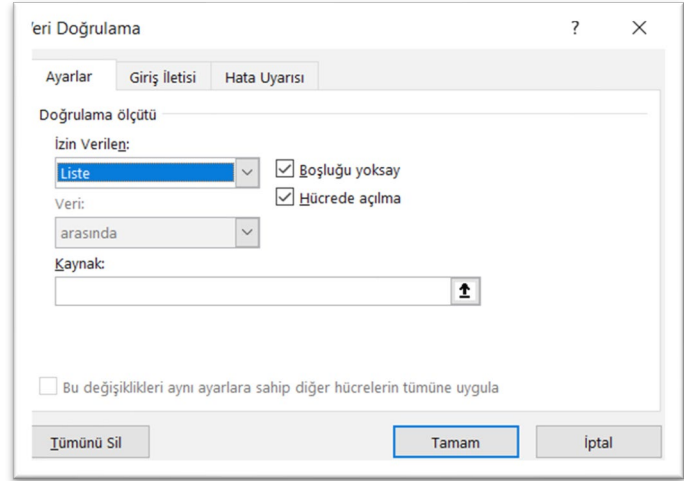 eri Doğrulama
Ayarlar Giriş İletisi Hata Uyarısı
Doğrulama ölçütü
İzin Verilen:
Liste
Boşluğu yoksay
Veri:
Hücrede açılma
arasında
Kaynak:
Bu değişiklikleri aynı ayarlara sahip diğer hücrelerin tümüne uygula
Tümünü Sil Tamam İptal